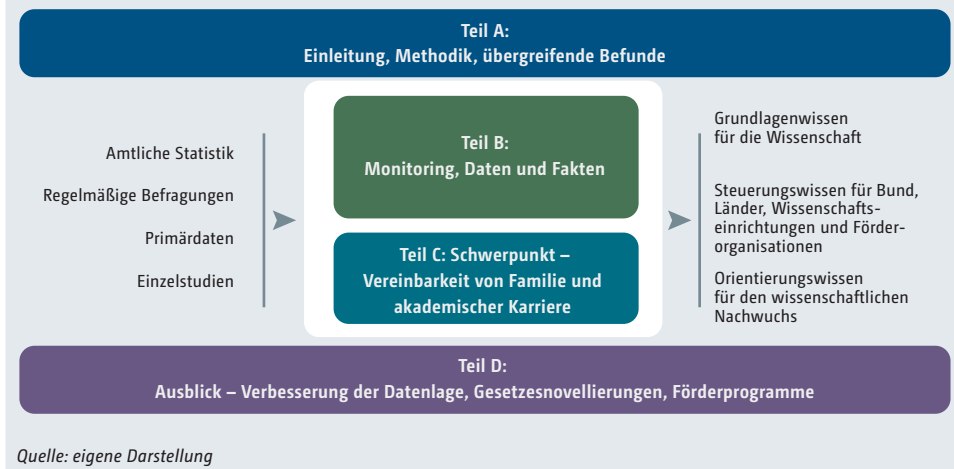 Teil A:
Einleitung, Methodik, übergreifende Befunde
Amtliche Statistik
Regelmäßige Befragungen
Primärdaten
Einzelstudien
Teil B:
Monitoring, Daten und Fakten
Teil C: Schwerpunkt –
Vereinbarkeit von Familie und
akademischer Karriere
Grundlagenwissen
für die Wissenschaft
Steuerungswissen für Bund,
Länder, Wissenschafts-
einrichtungen und Förder-
organisationen
Orientierungswissen
für den wissenschaftlichen
Nachwuchs
Teil D:
Ausblick – Verbesserung der Datenlage, Gesetzesnovellierungen, Förderprogramme
Quelle: eigene Darstellung